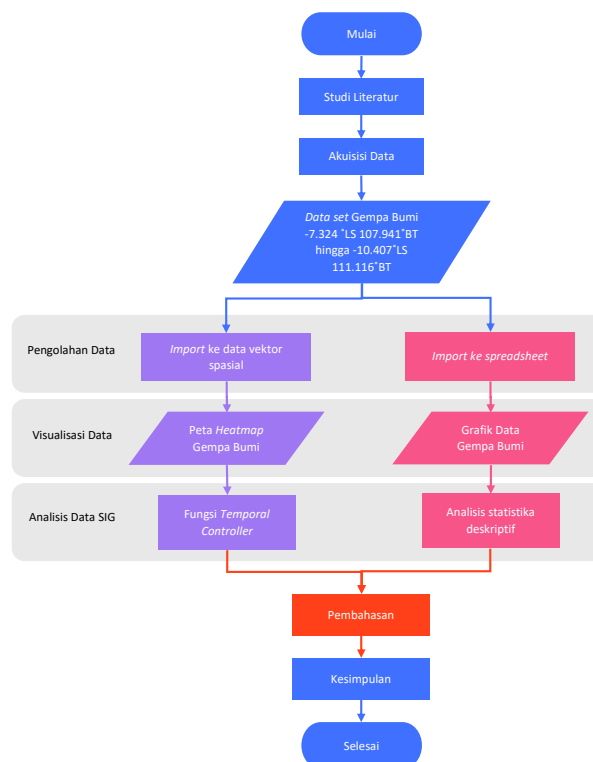 Mulai
Studi Literatur
Akuisisi Data
Data set Gempa Bumi
-7.324 ˚LS 107.941˚BT
hingga -10.407˚LS
111.116˚BT
Pengolahan Data
Import ke data vektor
spasial
Import ke spreadsheet
Visualisasi Data
Peta Heatmap
Gempa Bumi
Grafik Data
Gempa Bumi
Analisis Data SIG
Fungsi Temporal
Controller
Analisis statistika
deskriptif
Pembahasan
Kesimpulan
Selesai